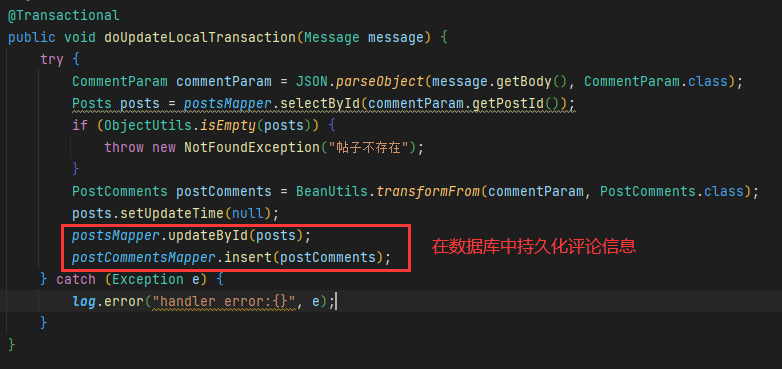 @Transactional
public void doUpdateLocalTransaction(Message message) {
try {
CommentParam commentParam = JSON.parseObject(message.getBody(), CommentParam.class);
Posts posts = postsMapper.selectById(commentParam.getPostId());
if (ObjectUtils.isEmpty(posts)) {
throw new NotFoundException("帖子不存在");
}
PostComments postComments = BeanUtils.transformFrom(commentParam, PostComments.class);
posts.setUpdateTime(null);
postsMapper.updateById(posts);
在数据库中持久化评论信息
postCommentsMapper.insert(postComments);
} catch (Exception e) {
log.error("handler error:{}", e);
}
}